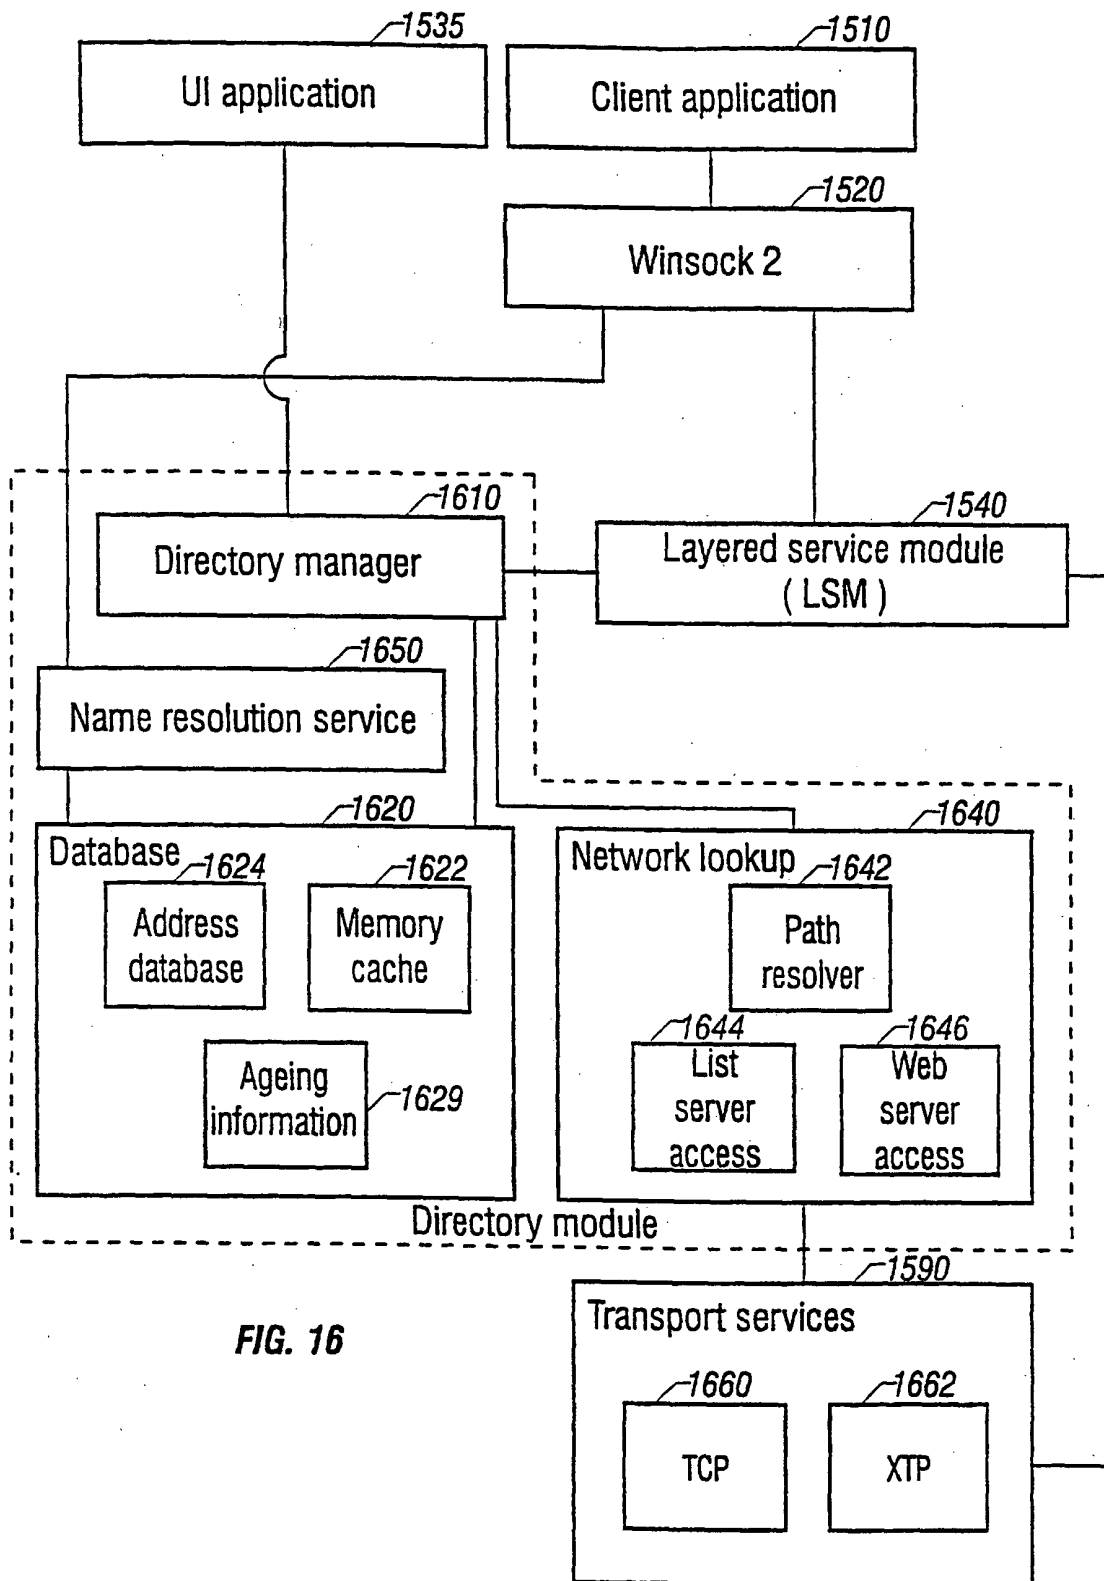 1535
UI application
1510
Client application
1520
Winsock 2
1610
Directory manager
1540
Layered service module
( LSM )
1650
Name resolution service
1620
Database
1624
Address
database
1622
Memory
cache
Ageing
information
1629
1640
Network lookup
1642
Path
resolver
1644
List
server
access
1646
Web
server
access
Directory module
1590
Transport services
1660
TCP
1662
XTP
FIG. 16